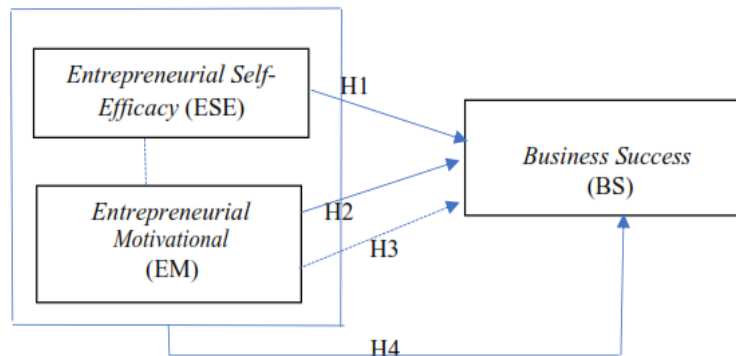 Entrepreneurial Self-
Efficacy (ESE)
H1
Business Success
(BS)
Entrepreneurial
Motivational
(EM)
H2
H3
H4